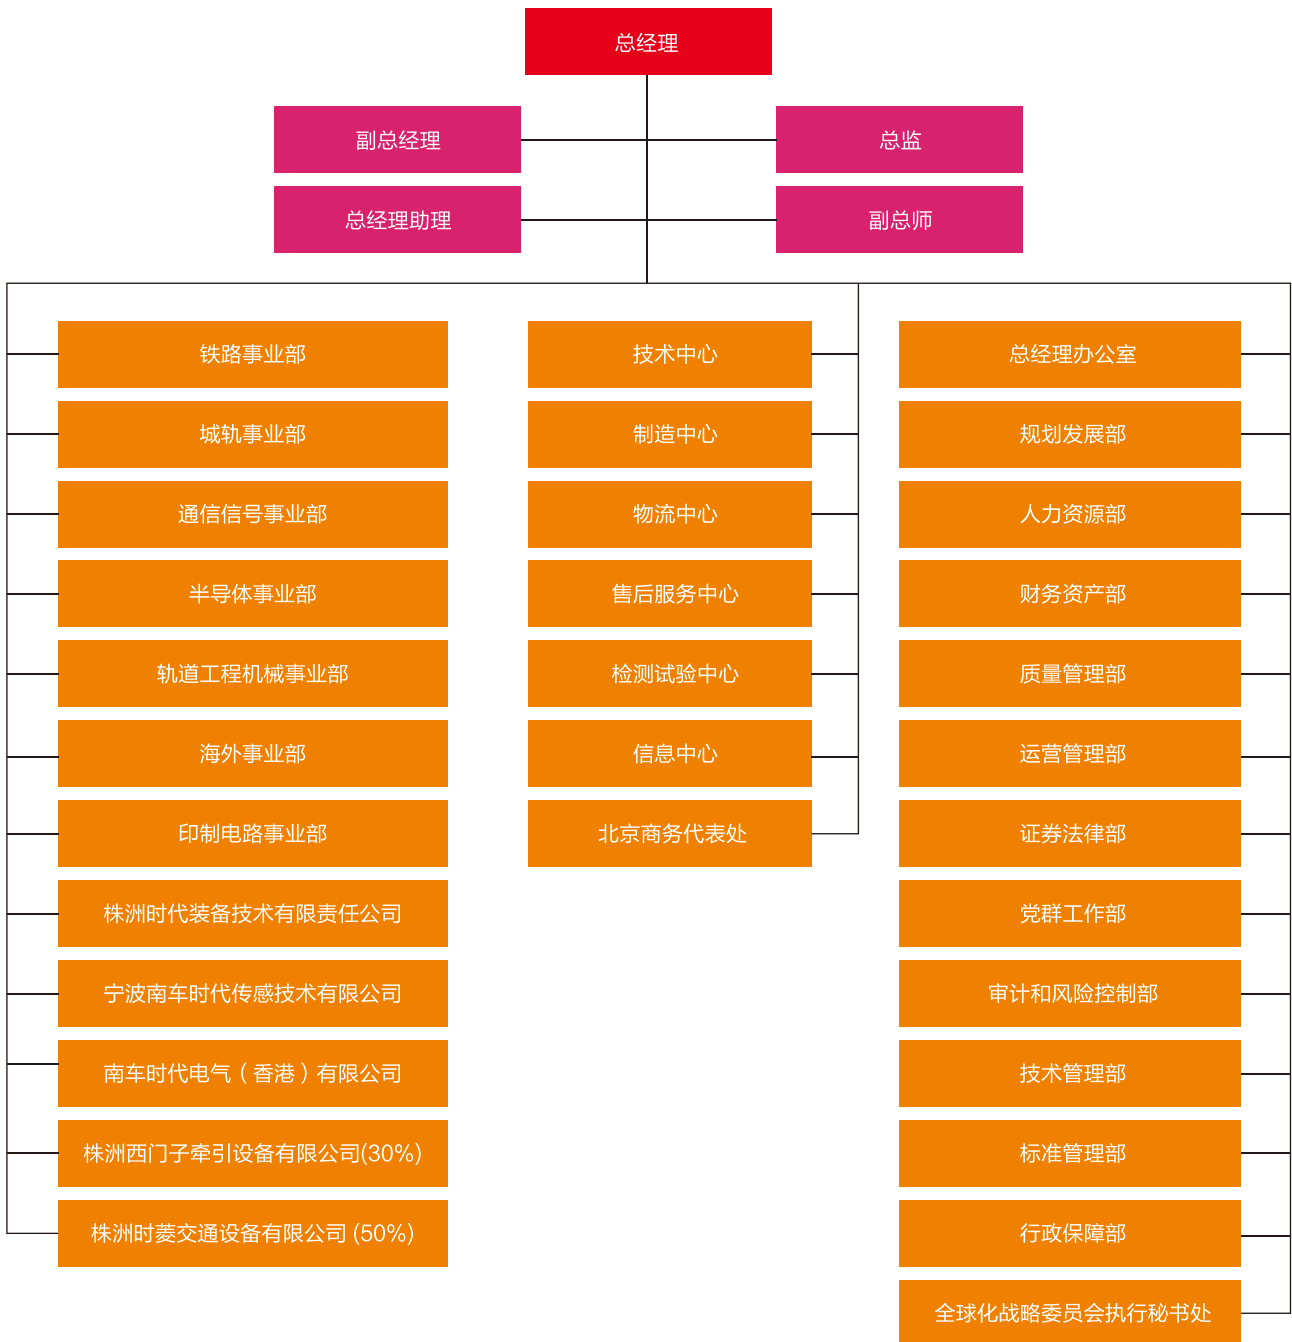 总经理
副总经理
总监
总经理助理
副总师
铁路事业部
城轨事业部
通信信号事业部
半导体事业部
轨道工程机械事业部
海外事业部
印制电路事业部
株洲时代装备技术有限责任公司
宁波南车时代传感技术有限公司
南车时代电气（香港）有限公司
株洲西门子牵引设备有限公司(30%)
株洲时菱交通设备有限公司 (50%)
技术中心
制造中心
物流中心
售后服务中心
检测试验中心
信息中心
北京商务代表处
总经理办公室
规划发展部
人力资源部
财务资产部
质量管理部
运营管理部
证券法律部
党群工作部
审计和风险控制部
技术管理部
标准管理部
行政保障部
全球化战略委员会执行秘书处